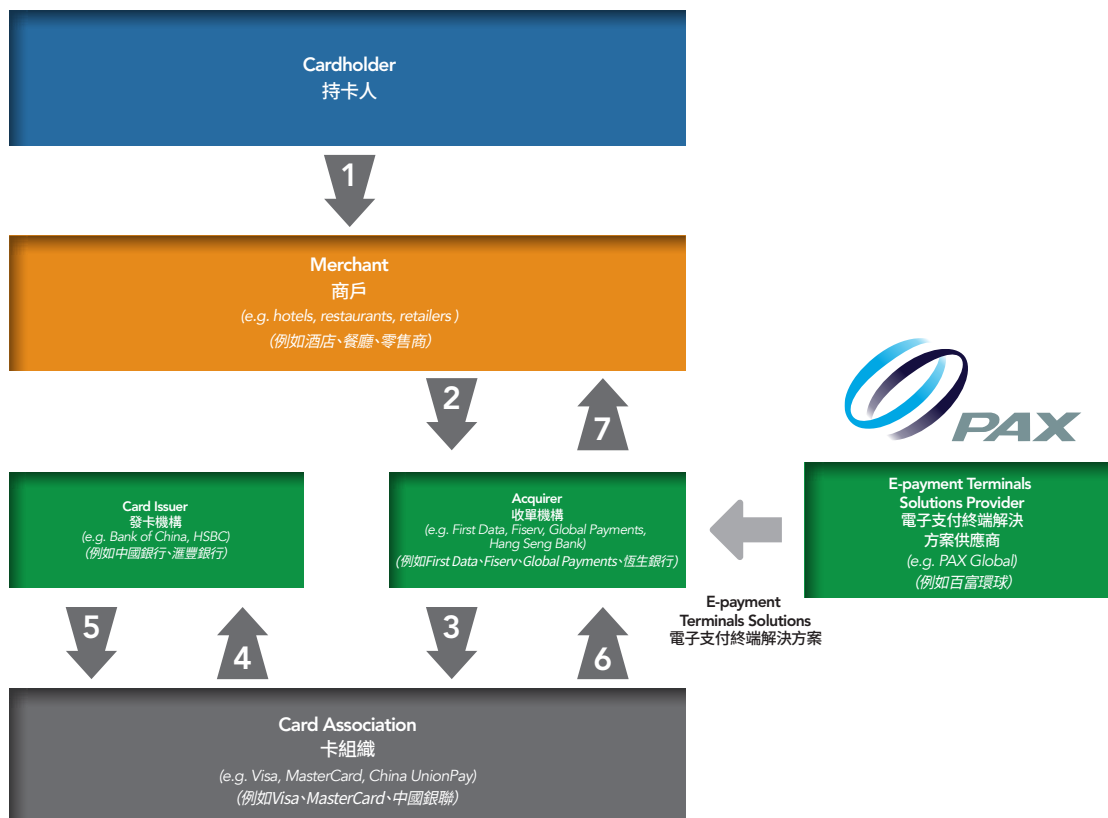 Cardholder
持卡人
1
Merchant
商戶
(e.g. hotels, restaurants, retailers )
（例如酒店、餐廳、零售商）
2
7
PAX
Card Issuer
發卡機構
(e.g. Bank of China, HSBC)
（例如中國銀行、滙豐銀行）
Acquirer
收單機構
(e.g. First Data, Fiserv, Global Payments,
Hang Seng Bank)
（例如First Data、Fiserv、Global Payments、恆生銀行）
E-payment Terminals
Solutions Provider
電子支付終端解決
方案供應商
(e.g. PAX Global)
（例如百富環球）
E-payment
Terminals Solutions
電子支付終端解決方案
5
4
3
6
Card Association
卡組織
(e.g. Visa, MasterCard, China UnionPay)
（例如Visa、MasterCard、中國銀聯）